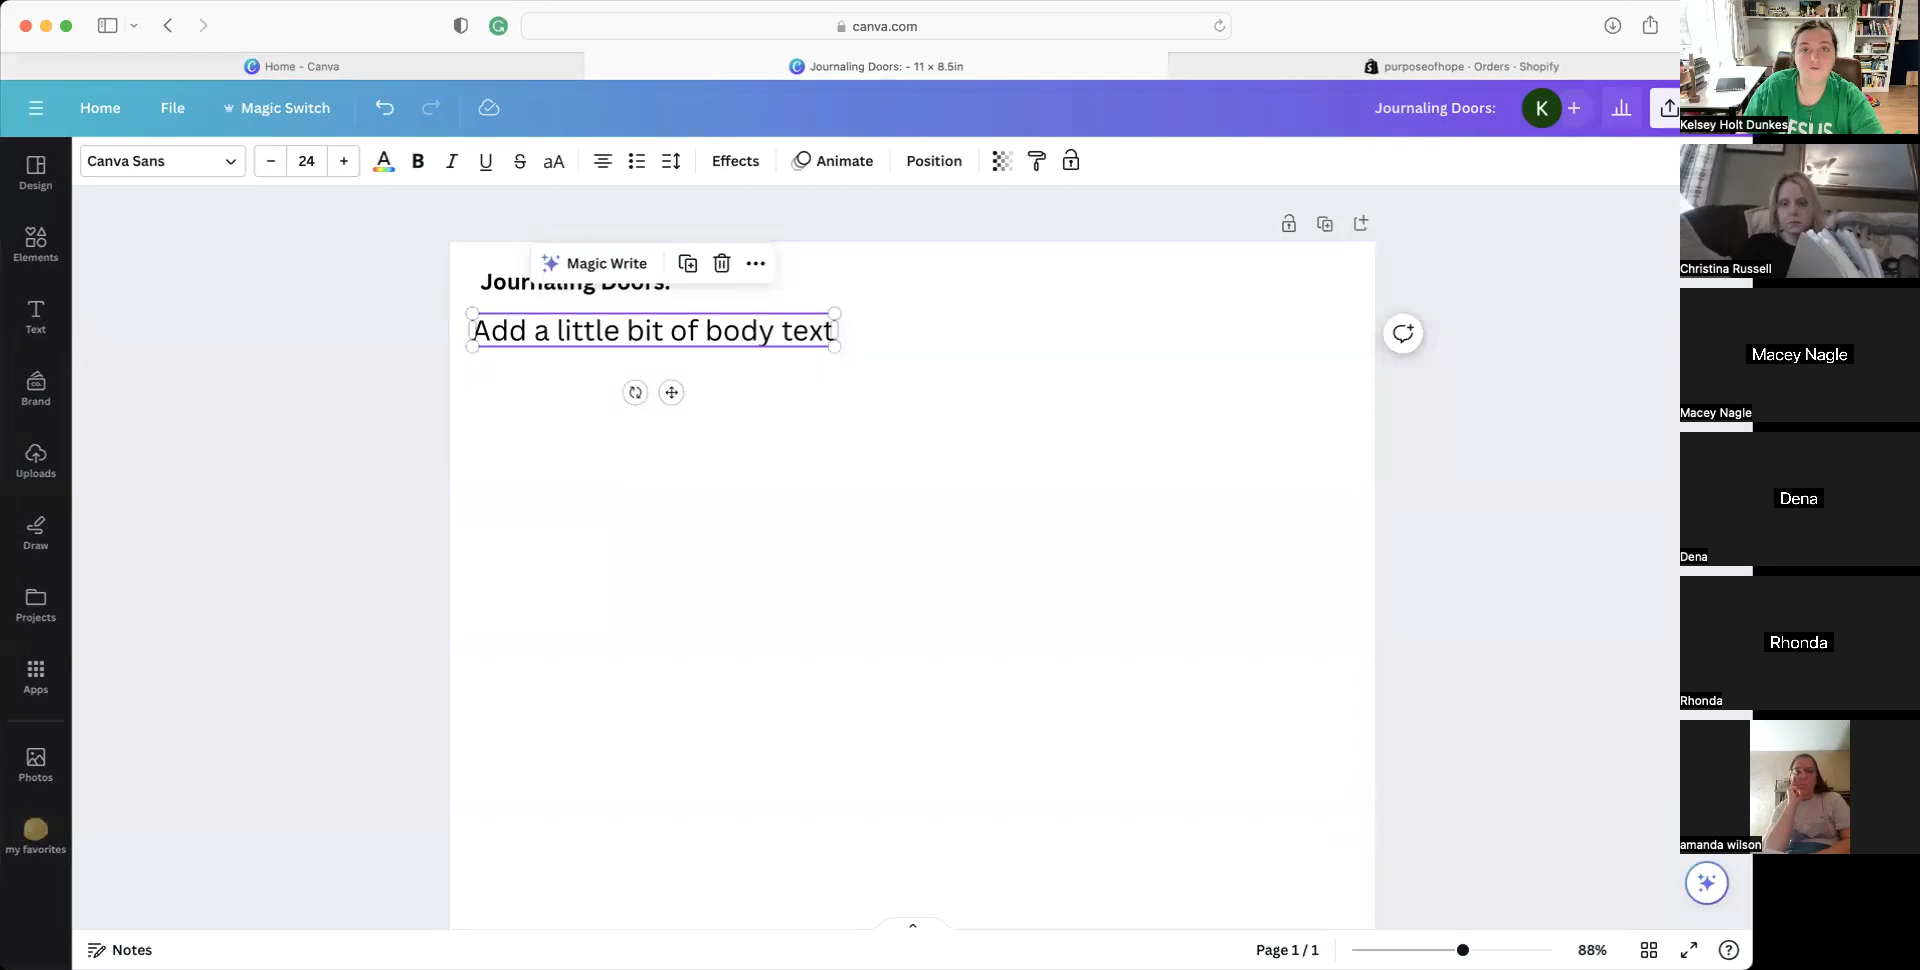 canva.com
Home - Canva
Journaling Doors: - 11 × 8.5in
purposeofhope · Orders · Shopify
Home
File
Magic Switch
Journaling Doors:
K
Canva Sans
- 24 +
A
B
I
U
S
aA
Effects
Animate
Position
Design
Elements
Text
Brand
Uploads
Draw
Projects
Apps
Photos
my favorites
Magic Write
Journaling Doors:
Add a little bit of body text
Kelsey Holt Dunkes
JESUS
Christina Russell
Macey Nagle
Macey Nagle
Dena
Dena
Rhonda
Rhonda
amanda wilson
Notes
Page 1 / 1
88%